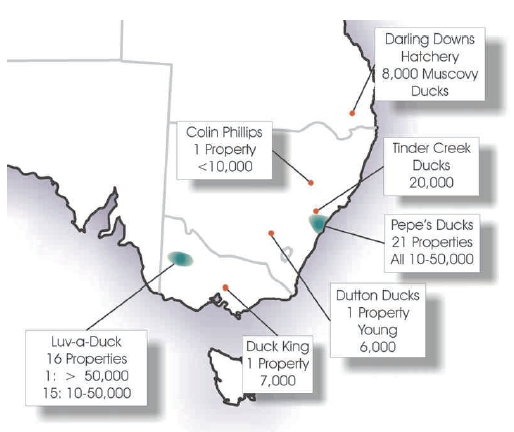 Darling Downs
Hatchery
8,000 Muscovy
Ducks
Colin Phillips
1 Property
<10,000
Tinder Creek
Ducks
20,000
Pepe's Ducks
21 Properties
All 10-50,000
Dutton Ducks
1 Property
Young
6,000
Luv-a-Duck
16 Properties
1: > 50,000
15: 10-50,000
Duck King
1 Property
7,000